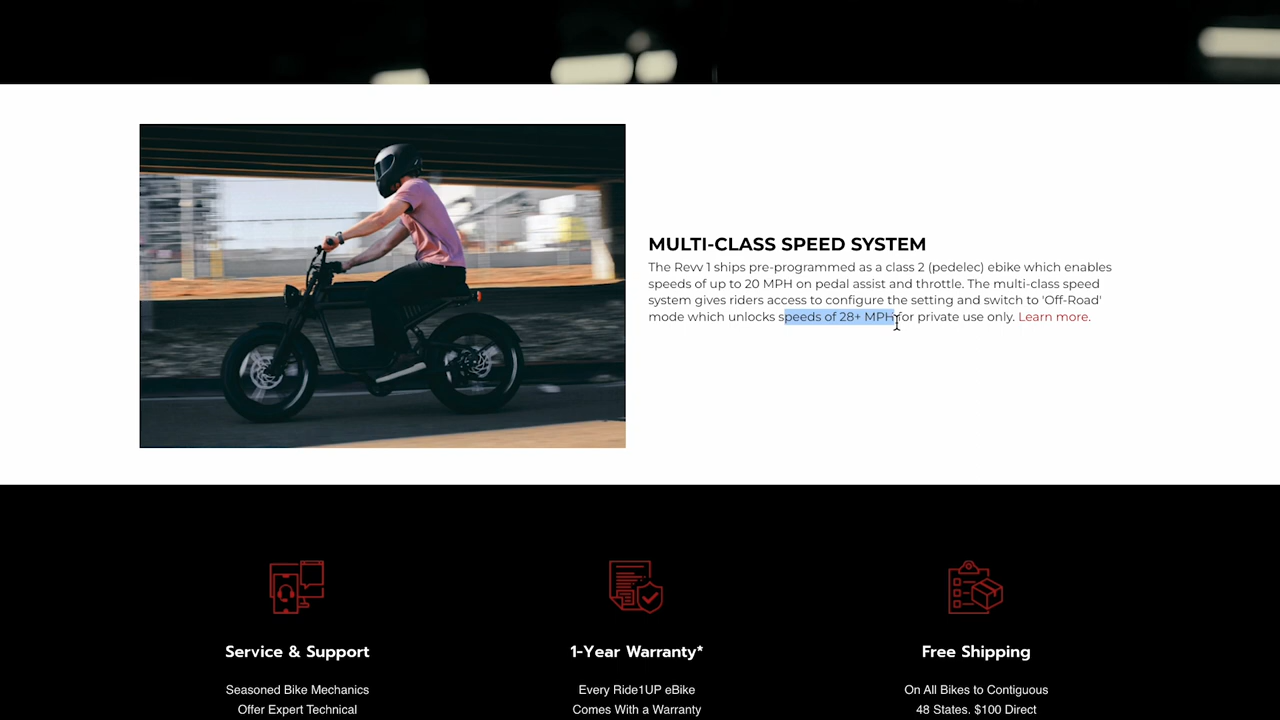 MULTI-CLASS SPEED SYSTEM
The Revv 1 ships pre-programmed as a class 2 (pedelec) ebike which enables
speeds of up to 20 MPH on pedal assist and throttle. The multi-class speed
system gives riders access to configure the setting and switch to 'Off-Road'
mode which unlocks speeds of 28+ MPH for private use only. Learn more.
Service & Support
1-Year Warranty*
Free Shipping
Seasoned Bike Mechanics
Every Ride1UP eBike
On All Bikes to Contiguous
Offer Expert Technical
Comes With a Warranty
48 States. $100 Direct